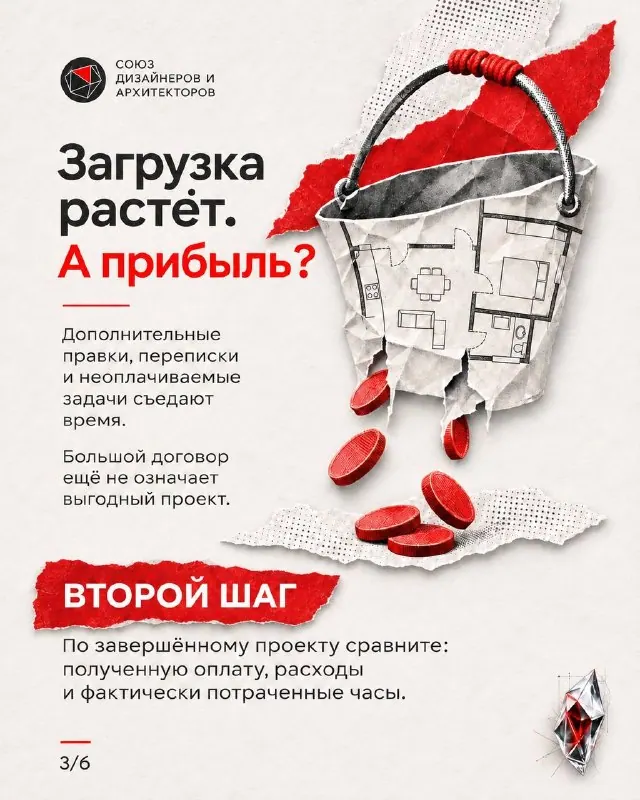 СОЮЗ
ДИЗАЙНЕРОВ И
АРХИТЕКТОРОВ
Загрузка
растёт.
А прибыль?
Дополнительные
правки, переписки
и неоплачиваемые
задачи съедают
время.
Большой договор
ещё не означает
выгодный проект.
ВТОРОЙ ШАГ
По завершённому проекту сравните:
полученную оплату, расходы
и фактически потраченные часы.
3/6